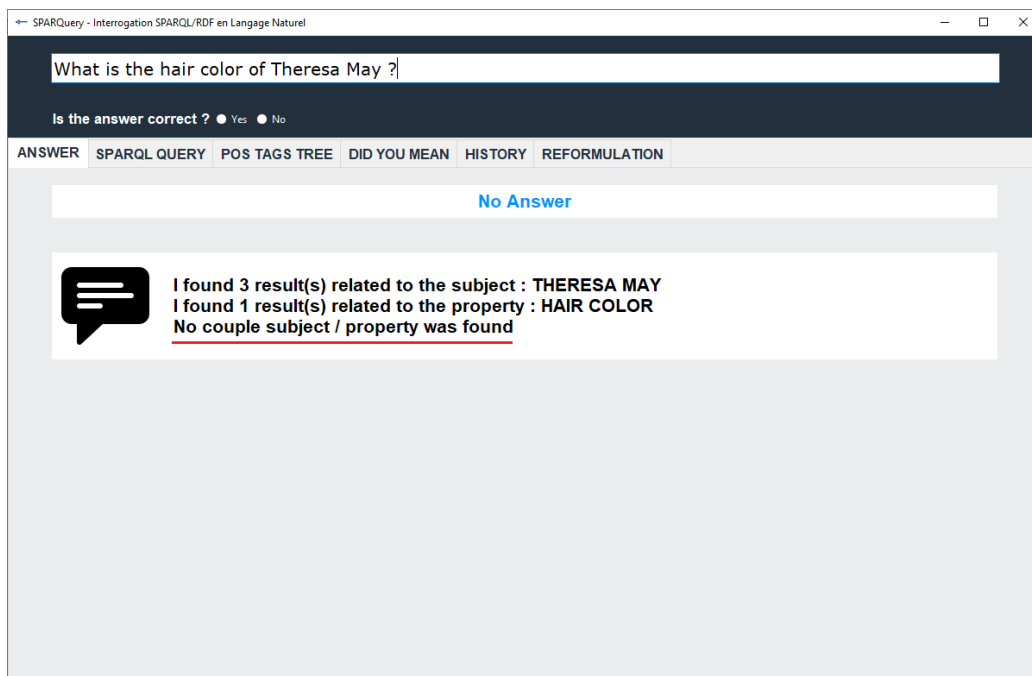 SPARQuery - Interrogation SPARQL/RDF en Langage Naturel
What is the hair color of Theresa May ?
Is the answer correct ? Yes No
ANSWER SPARQL QUERY POS TAGS TREE DID YOU MEAN HISTORY REFORMULATION
No Answer
I found 3 result(s) related to the subject : THERESA MAY
I found 1 result(s) related to the property : HAIR COLOR
No couple subject / property was found